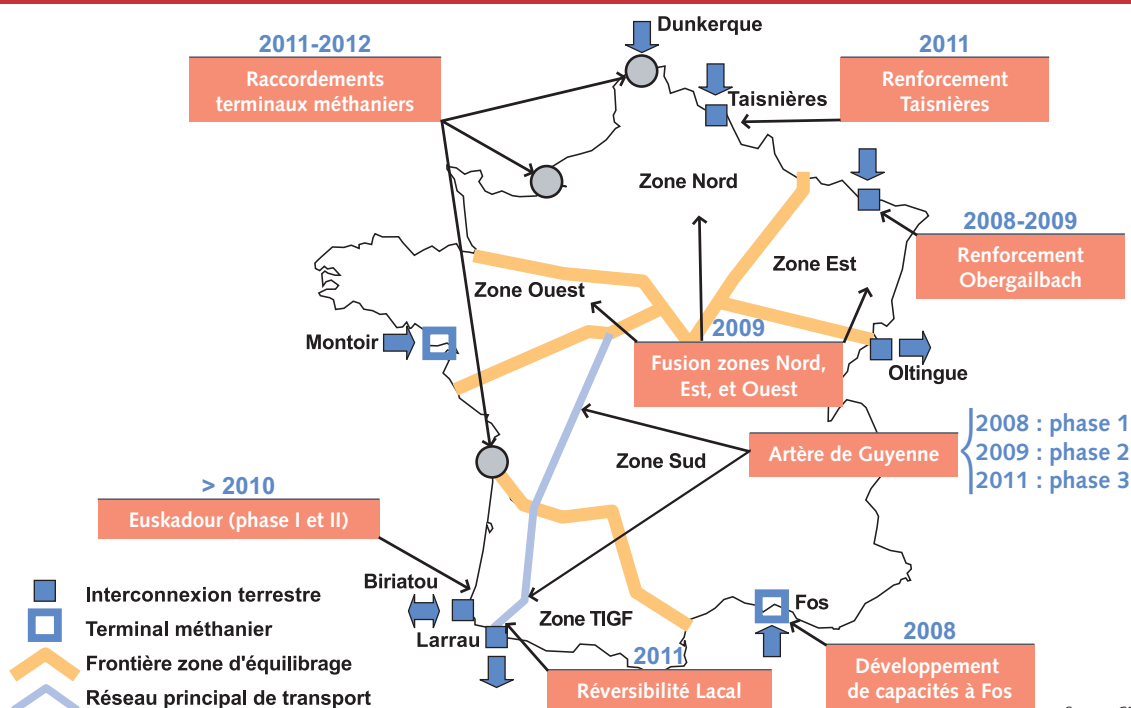 Dunkerque
2011-2012
Raccordements
terminaux méthaniers
2011
Renforcement
Taisnières
Taisnières
Zone Nord
2008-2009
Renforcement
Obergailbach
Zone Est
Zone Ouest
Montoir
2009
Fusion zones Nord,
Est, et Ouest
Oltingue
Artère de Guyenne
2008 : phase 1
2009 : phase 2
2011 : phase 3
Zone Sud
> 2010
Euskadour (phase I et II)
Biriatou
Larrau
Zone TIGF
Fos
2011
Réversibilité Lacal
2008
Développement
de capacités à Fos
Interconnexion terrestre
Terminal méthanier
Frontière zone d'équilibrage
Réseau principal de transport